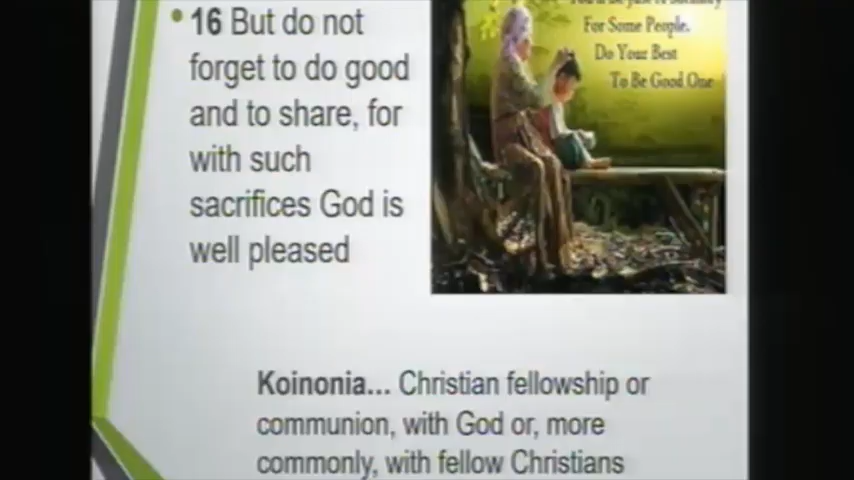 16 But do not
forget to do good
and to share, for
with such
sacrifices God is
well pleased
For Some People.
Do Your Best
To Be Good One
Koinonia... Christian fellowship or
communion, with God or, more
commonly, with fellow Christians